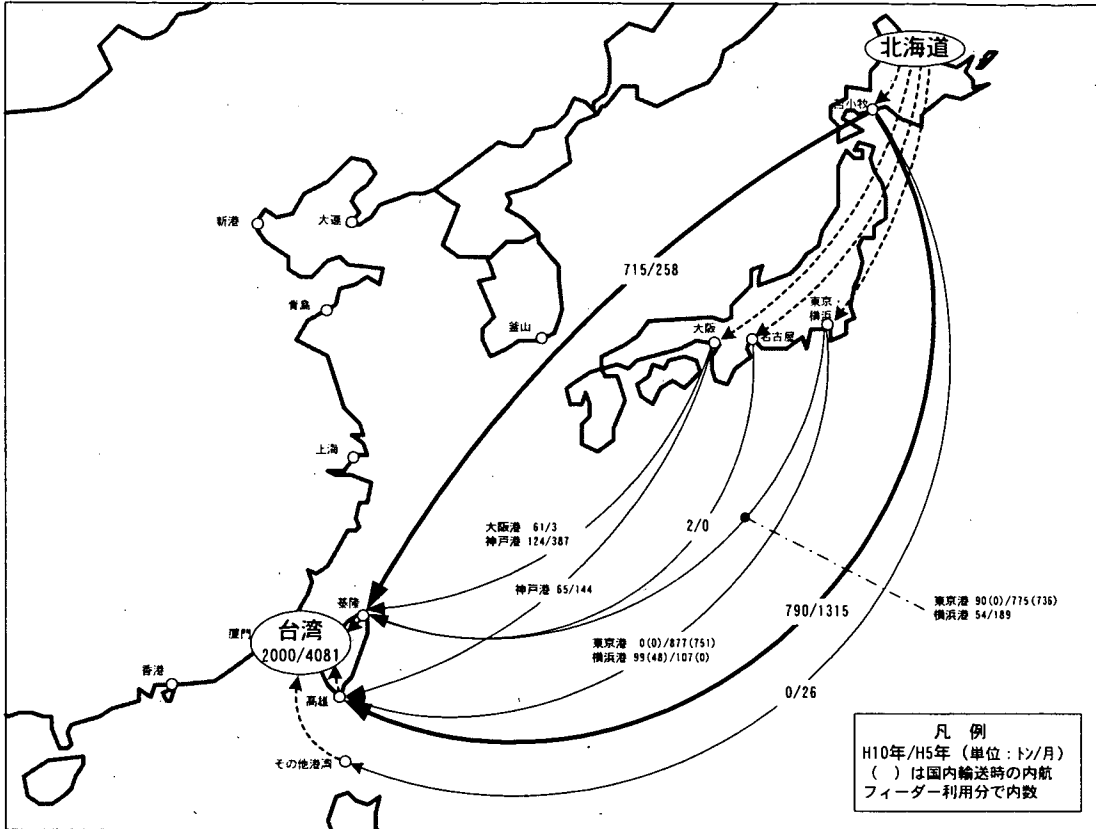 北海道
苫小牧
新港
大連
715/258
青島
釜山
東京
横浜
大阪
名古屋
上海
大阪港 61/3
神戸港 124/387
2/0
神戸港 65/144
基隆
790/1315
東京港 90(0)/775(736)
横浜港 54/189
厦門
台湾
2000/4081
東京港 0(0)/877(751)
横浜港 99(48)/107(0)
香港
高雄
0/26
その他港湾
凡 例
H10年/H5年 (単位:トン/月)
( )は国内輸送時の内航
フィーダー利用分で内数